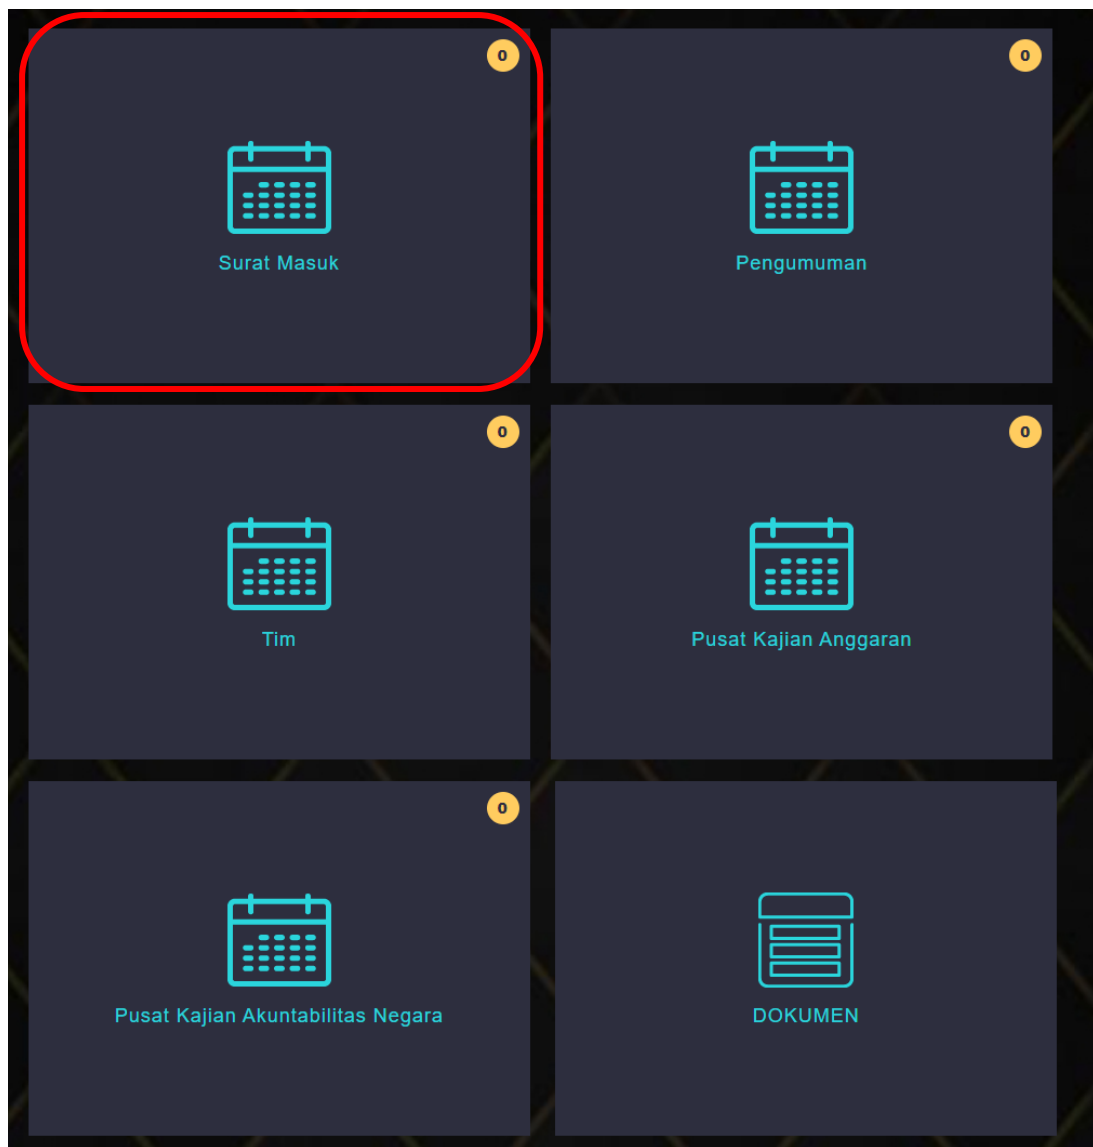 0
0
Surat Masuk
Pengumuman
0
0
Tim
Pusat Kajian Anggaran
0
Pusat Kajian Akuntabilitas Negara
DOKUMEN